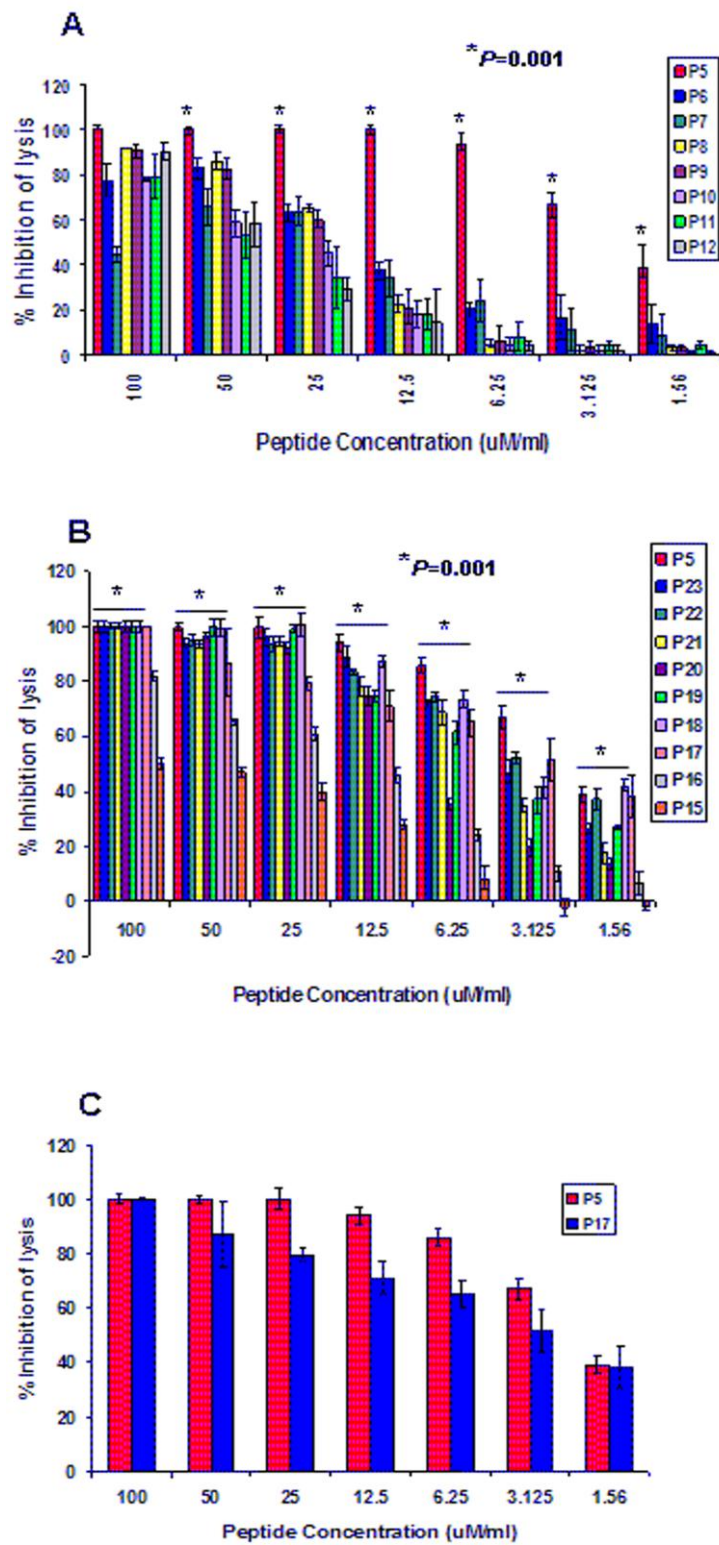 A
*P=0.001
120
100
80
60
40
20
0
% Inhibition of lysis
* * * * * *
P5
P6
P7
P8
P9
P10
P11
P12
100 50 25 12.5 6.25 3.125 1.56
Peptide Concentration (uM/ml)
B
*P=0.001
120
100
80
60
40
20
0
-20
% Inhibition of lysis
* * * * * * *
P5
P23
P22
P21
P20
P19
P18
P17
P16
P15
100 50 25 12.5 6.25 3.125 1.56
Peptide Concentration (uM/ml)
C
120
100
80
60
40
20
0
% Inhibition of lysis
P5
P17
100 50 25 12.5 6.25 3.125 1.56
Peptide Concentration (uM/ml)